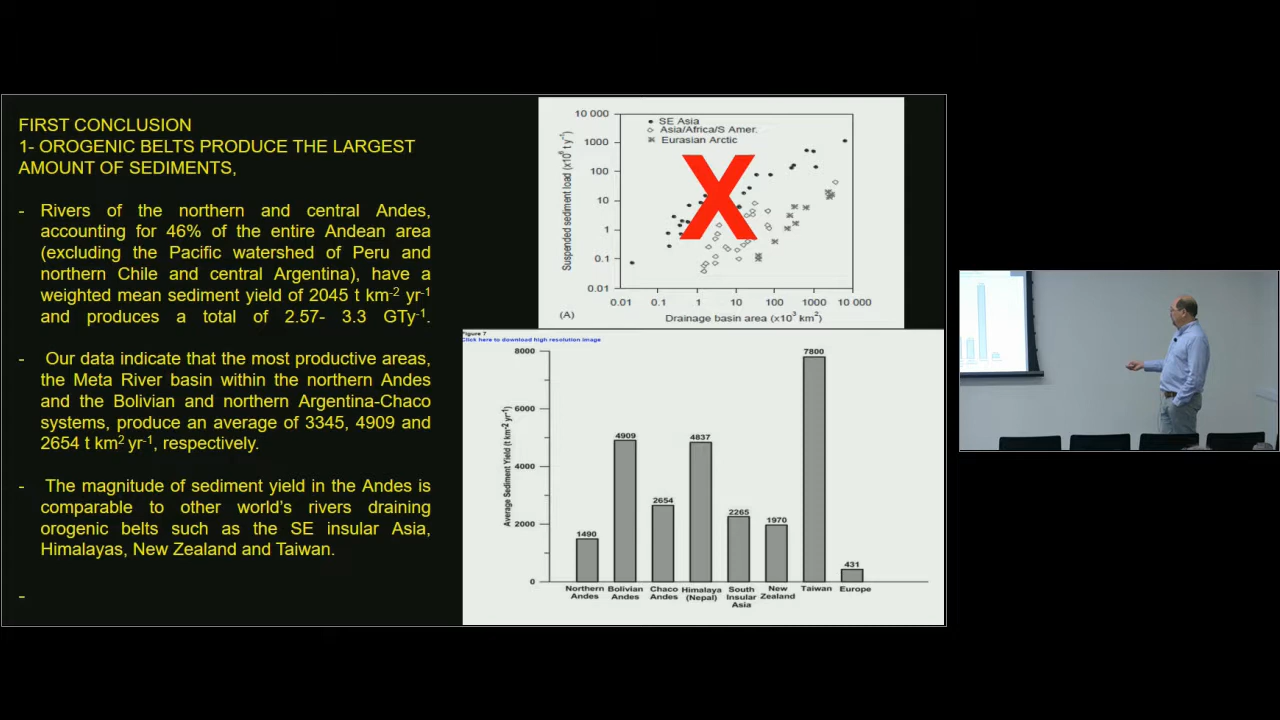 FIRST CONCLUSION
1- OROGENIC BELTS PRODUCE THE LARGEST
AMOUNT OF SEDIMENTS,
- Rivers of the northern and central Andes,
accounting for 46% of the entire Andean area
(excluding the Pacific watershed of Peru and
northern Chile and central Argentina), have a
weighted mean sediment yield of 2045 t km-2 yr-1
and produces a total of 2.57- 3.3 GTy-1.
- Our data indicate that the most productive areas,
the Meta River basin within the northern Andes
and the Bolivian and northern Argentina-Chaco
systems, produce an average of 3345, 4909 and
2654 t km2 yr-1, respectively.
- The magnitude of sediment yield in the Andes is
comparable to other world's rivers draining
orogenic belts such as the SE insular Asia,
Himalayas, New Zealand and Taiwan.
-
Suspended sediment load (x10⁶ t yr⁻¹)
10 000
1000
100
10
1
0.1
0.01
SE Asia
Asia/Africa/S Amer.
Eurasian Arctic
X
0.01 0.1 1 10 100 1000 10 000
(A)
Drainage basin area (x10³ km²)
Figure 7
Click here to download high resolution image
Average Sediment Yield (t km-2 yr-1)
8000
6000
4000
2000
0
1490
4909
2654
4837
2265
1970
7800
431
Northern Andes
Bolivian Andes
Chaco Andes
Himalaya (Nepal)
South Insular Asia
New Zealand
Taiwan
Europe